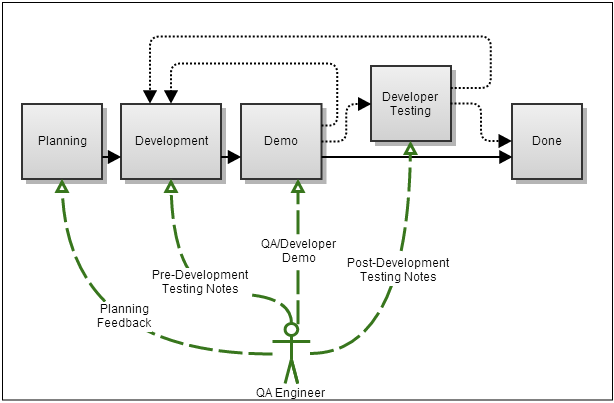 Planning
Development
Demo
Developer
Testing
Done
QA/Developer
Demo
Pre-Development
Testing Notes
Post-Development
Testing Notes
Planning
Feedback
QA Engineer